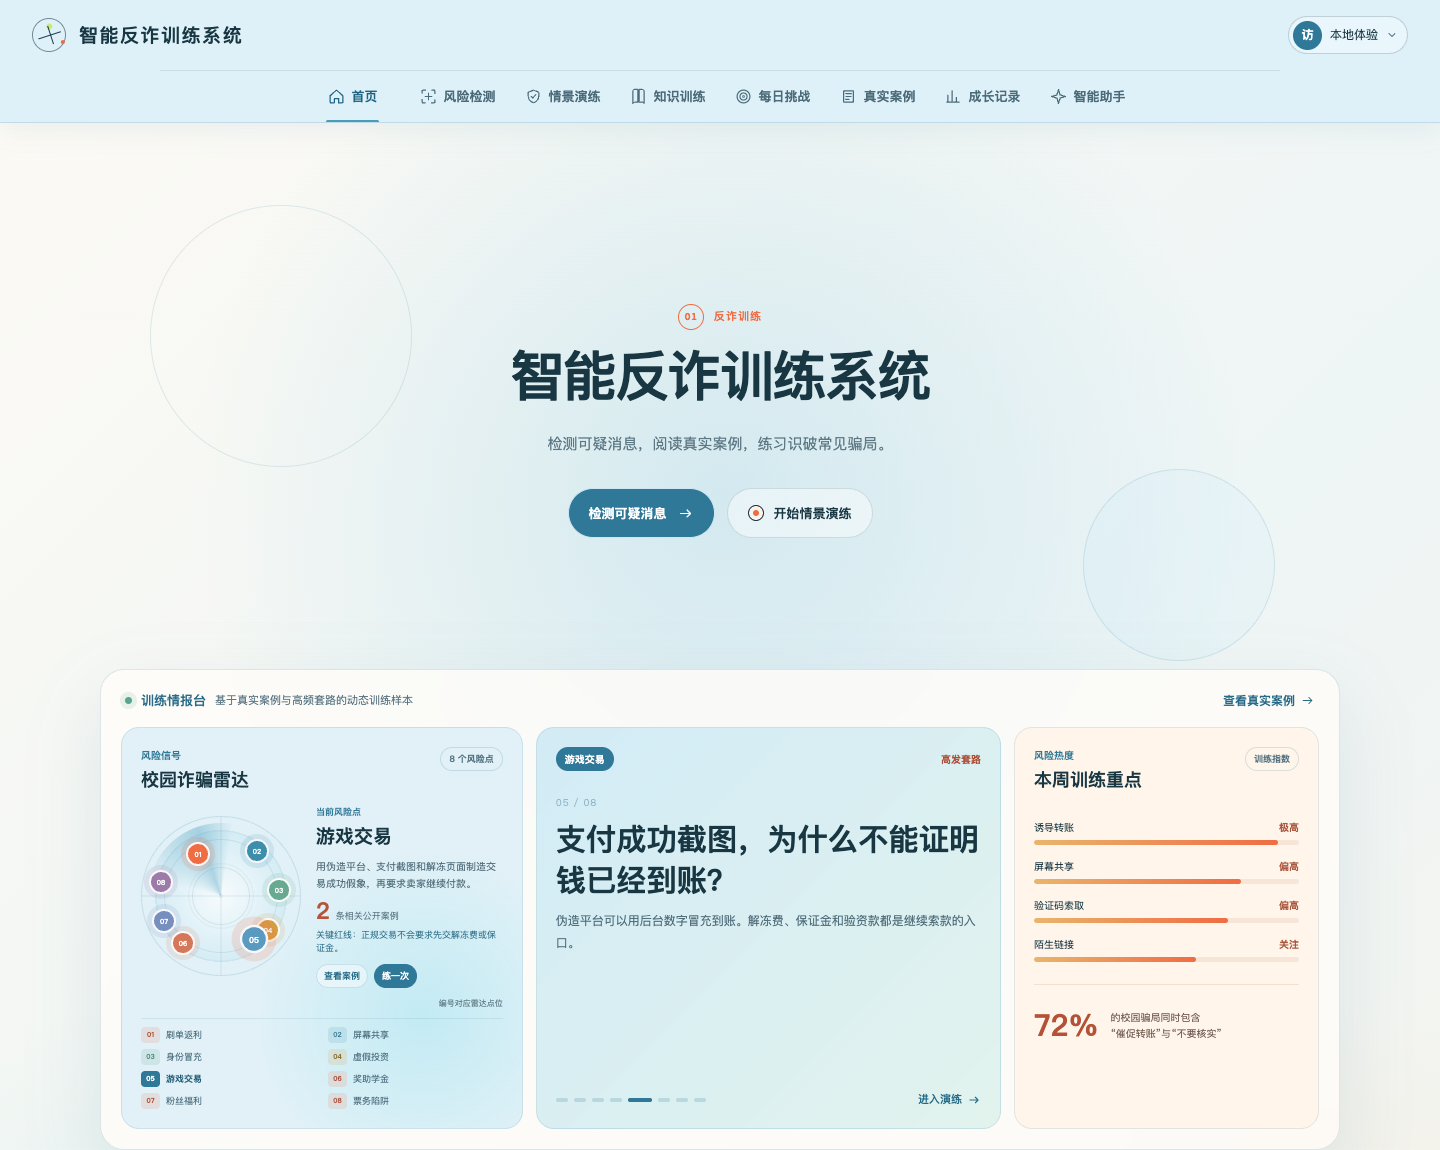 智能反诈训练系统
访 本地体验
首页 风险检测 情景演练 知识训练 每日挑战 真实案例 成长记录 智能助手
01 反诈训练
智能反诈训练系统
检测可疑消息，阅读真实案例，练习识破常见骗局。
检测可疑消息 →
开始情景演练
训练情报台 基于真实案例与高频套路的动态训练样本
查看真实案例 →
风险信号
校园诈骗雷达
8 个风险点
01
02
03
04
05
06
07
08
当前风险点
游戏交易
用伪造平台、支付截图和解冻页面制造交
易成功假象，再要求卖家继续付款。
2 条相关公开案例
关键红线：正规交易不会要求先交解冻费或保
证金。
查看案例 练一次
编号对应雷达点位
01 刷单返利
02 屏幕共享
03 身份冒充
04 虚假投资
05 游戏交易
06 奖助学金
07 粉丝福利
08 票务陷阱
游戏交易
高发套路
05 / 08
支付成功截图，为什么不能证明
钱已经到账？
伪造平台可以用后台数字冒充到账。解冻费、保证金和验资款都是继续索款的入
口。
进入演练 →
风险热度
本周训练重点
训练指数
诱导转账 极高
屏幕共享 偏高
验证码索取 偏高
陌生链接 关注
72%
的校园骗局同时包含
“催促转账”与“不要核实”